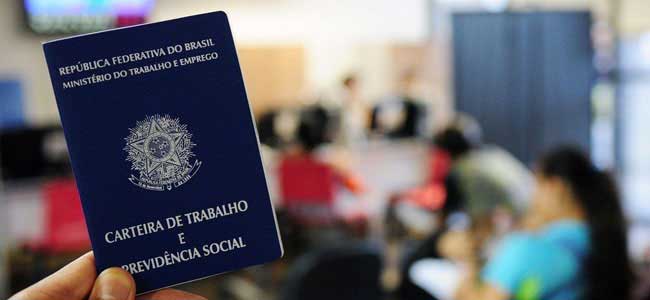 REPÚBLICA FEDERATIVA DO BRASIL
MINISTÉRIO DO TRABALHO E EMPREGO
CARTEIRA DE TRABALHO
E
PREVIDÊNCIA SOCIAL